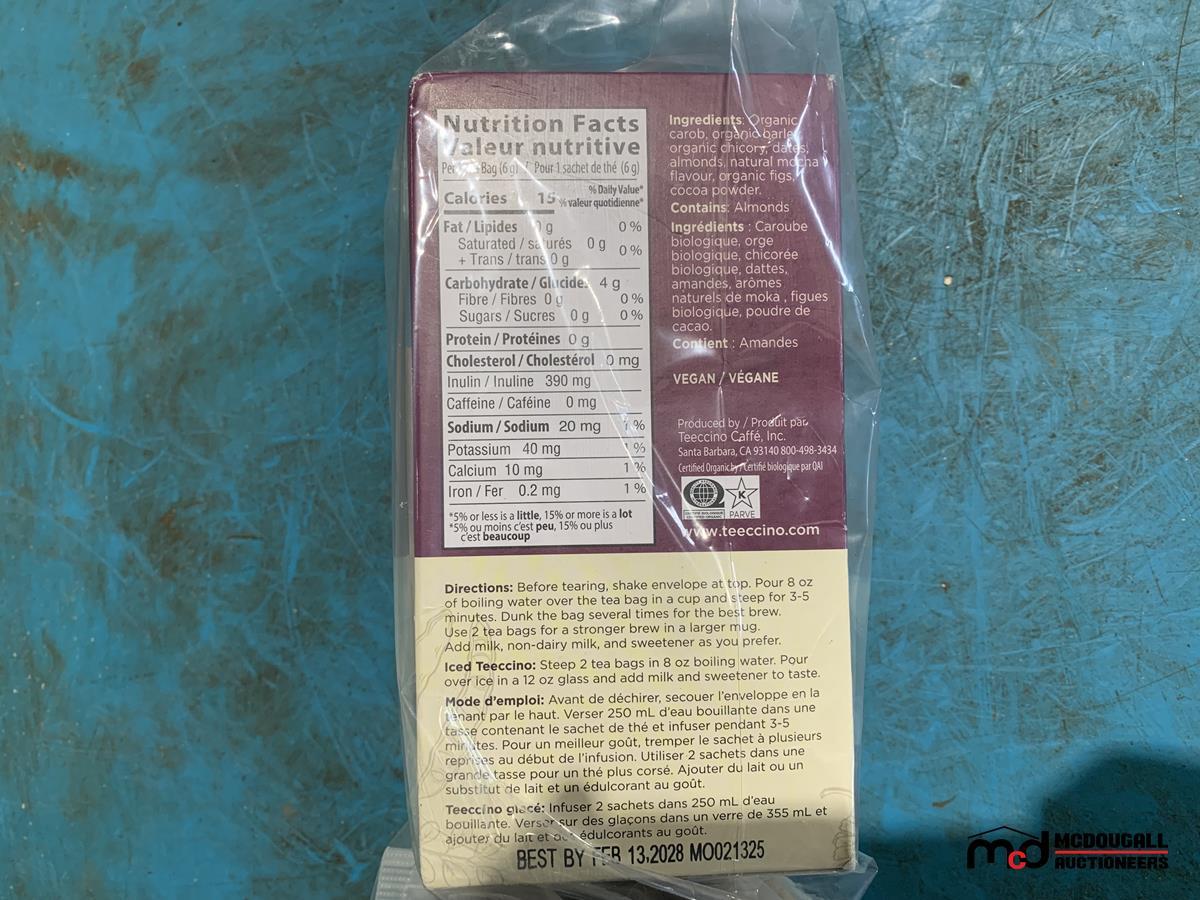 Nutrition Facts
Valeur nutritive
Per Bag (6 g) Pour 1 sachet de thé (6 g)
Calories 15
% Daily Value*
% valeur quotidienne*
Fat / Lipides 0 g 0 %
Saturated / saturés 0 g
+ Trans / trans 0 g 0 %
Carbohydrate / Glucides 4 g
Fibre / Fibres 0 g 0 %
Sugars / Sucres 0 g 0 %
Protein / Protéines 0 g
Cholesterol / Cholestérol 0 mg
Inulin / Inuline 390 mg
Caffeine / Caféine 0 mg
Sodium / Sodium 20 mg 1 %
Potassium 40 mg 1 %
Calcium 10 mg 1 %
Iron / Fer 0.2 mg 1 %
*5% or less is a little, 15% or more is a lot
*5% ou moins c'est peu, 15% ou plus
c'est beaucoup
Ingredients: Organic
carob, organic barley,
organic chicory, dates,
almonds, natural mocha
flavour, organic figs,
cocoa powder.
Contains: Almonds
Ingrédients : Caroube
biologique, orge
biologique, chicorée
biologique, dattes,
amandes, arômes
naturels de moka , figues
biologique, poudre de
cacao.
Contient : Amandes
VEGAN / VÉGANE
Produced by / Produit par
Teeccino Caffé, Inc.
Santa Barbara, CA 93140 800-498-3434
Certified Organic by / Certifié biologique par QAI
K
PARVE
www.teeccino.com
Directions: Before tearing, shake envelope at top. Pour 8 oz
of boiling water over the tea bag in a cup and steep for 3-5
minutes. Dunk the bag several times for the best brew.
Use 2 tea bags for a stronger brew in a larger mug.
Add milk, non-dairy milk, and sweetener as you prefer.
Iced Teeccino: Steep 2 tea bags in 8 oz boiling water. Pour
over ice in a 12 oz glass and add milk and sweetener to taste.
Mode d'emploi: Avant de déchirer, secouer l'enveloppe en la
tenant par le haut. Verser 250 mL d'eau bouillante dans une
tasse contenant le sachet de thé et infuser pendant 3-5
minutes. Pour un meilleur goût, tremper le sachet à plusieurs
reprises au début de l'infusion. Utiliser 2 sachets dans une
grande tasse pour un thé plus corsé. Ajouter du lait ou un
substitut de lait et un édulcorant au goût.
Teeccino glacé: Infuser 2 sachets dans 250 mL d'eau
bouillante. Verser sur des glaçons dans un verre de 355 mL et
ajouter du lait et des édulcorants au goût.
BEST BY FEB 13,2028 MO021325
mcd MCDOUGALL
AUCTIONEERS